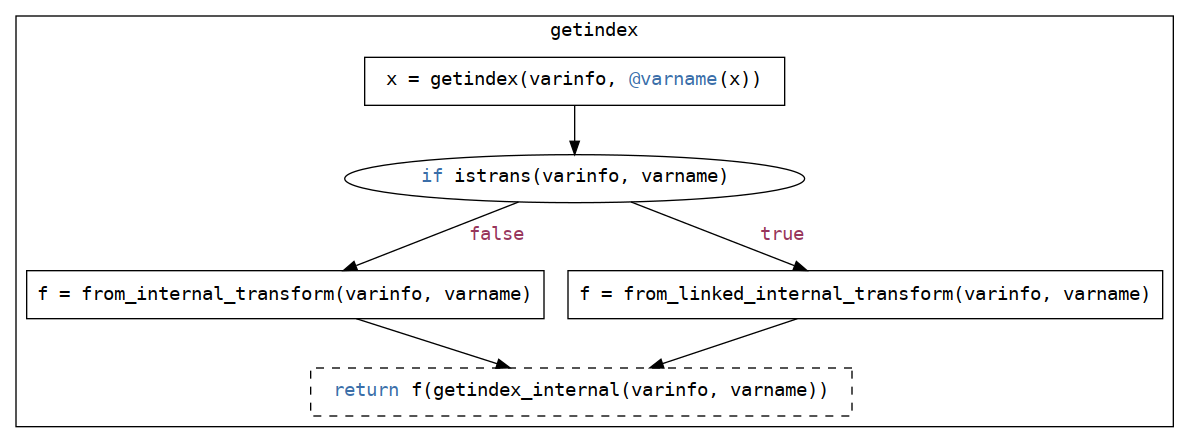 getindex
x = getindex(varinfo, @varname(x))
if istrans(varinfo, varname)
false
true
f = from_internal_transform(varinfo, varname)
f = from_linked_internal_transform(varinfo, varname)
return f(getindex_internal(varinfo, varname))